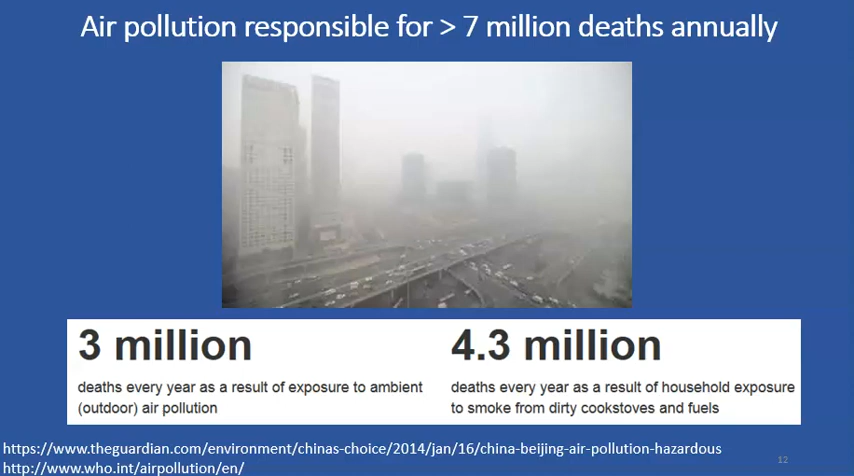 Air pollution responsible for > 7 million deaths annually
3 million
deaths every year as a result of exposure to ambient
(outdoor) air pollution
4.3 million
deaths every year as a result of household exposure
to smoke from dirty cookstoves and fuels
https://www.theguardian.com/environment/chinas-choice/2014/jan/16/china-beijing-air-pollution-hazardous
http://www.who.int/airpollution/en/
12